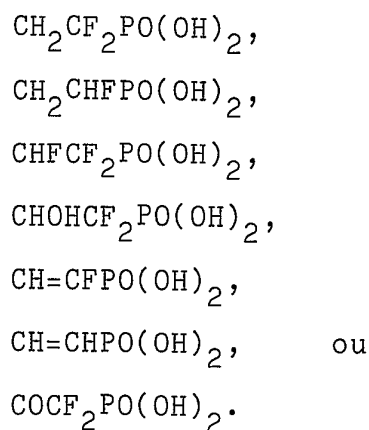 CH₂CF₂PO(OH)₂,
CH₂CHFPO(OH)₂,
CHFCF₂PO(OH)₂,
CHOHCF₂PO(OH)₂,
CH=CFPO(OH)₂,
CH=CHPO(OH)₂, ou
COCF₂PO(OH)₂.